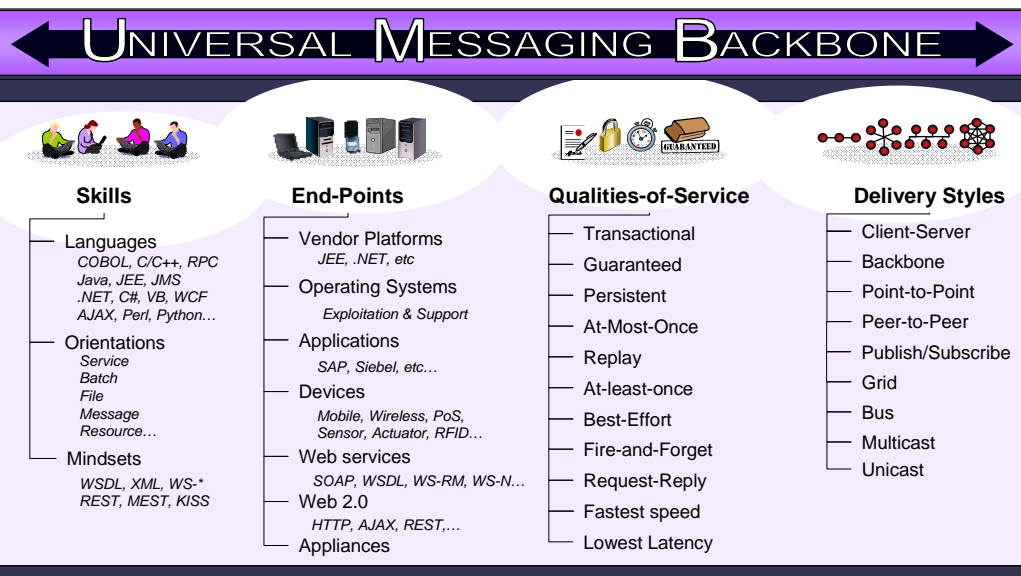 UNIVERSAL MESSAGING BACKBONE
GUARANTEED
Skills
Languages
COBOL, C/C++, RPC
Java, JEE, JMS
.NET, C#, VB, WCF
AJAX, Perl, Python…
Orientations
Service
Batch
File
Message
Resource…
Mindsets
WSDL, XML, WS-*
REST, MEST, KISS
End-Points
Vendor Platforms
JEE, .NET, etc
Operating Systems
Exploitation & Support
Applications
SAP, Siebel, etc…
Devices
Mobile, Wireless, PoS,
Sensor, Actuator, RFID…
Web services
SOAP, WSDL, WS-RM, WS-N…
Web 2.0
HTTP, AJAX, REST,…
Appliances
Qualities-of-Service
Transactional
Guaranteed
Persistent
At-Most-Once
Replay
At-least-once
Best-Effort
Fire-and-Forget
Request-Reply
Fastest speed
Lowest Latency
Delivery Styles
Client-Server
Backbone
Point-to-Point
Peer-to-Peer
Publish/Subscribe
Grid
Bus
Multicast
Unicast